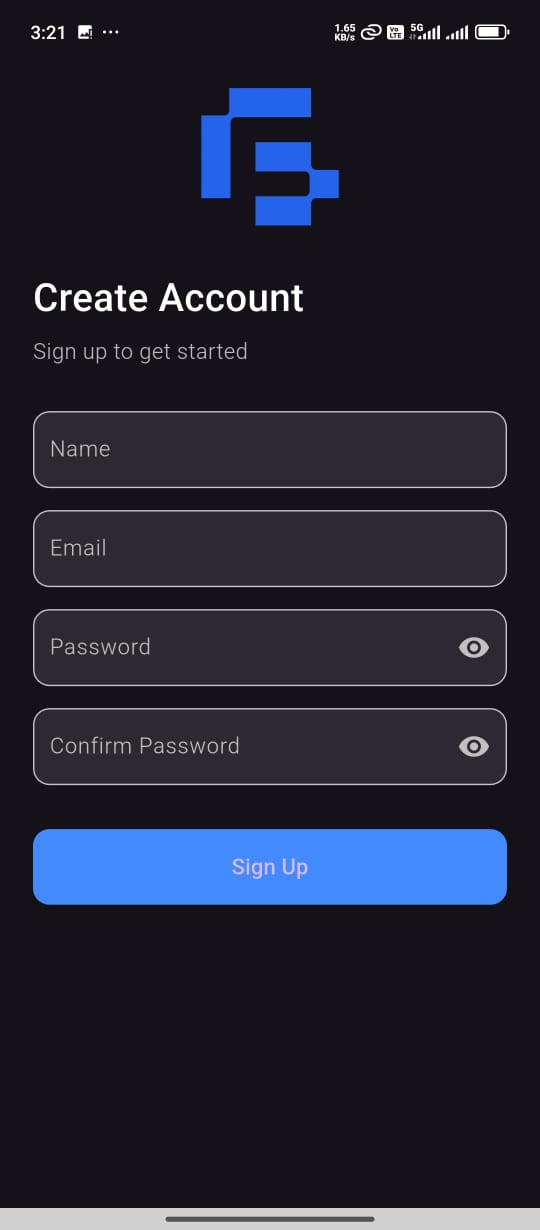 3:21
1.65
KB/s
Vo
LTE
5G
Create Account
Sign up to get started
Name
Email
Password
Confirm Password
Sign Up